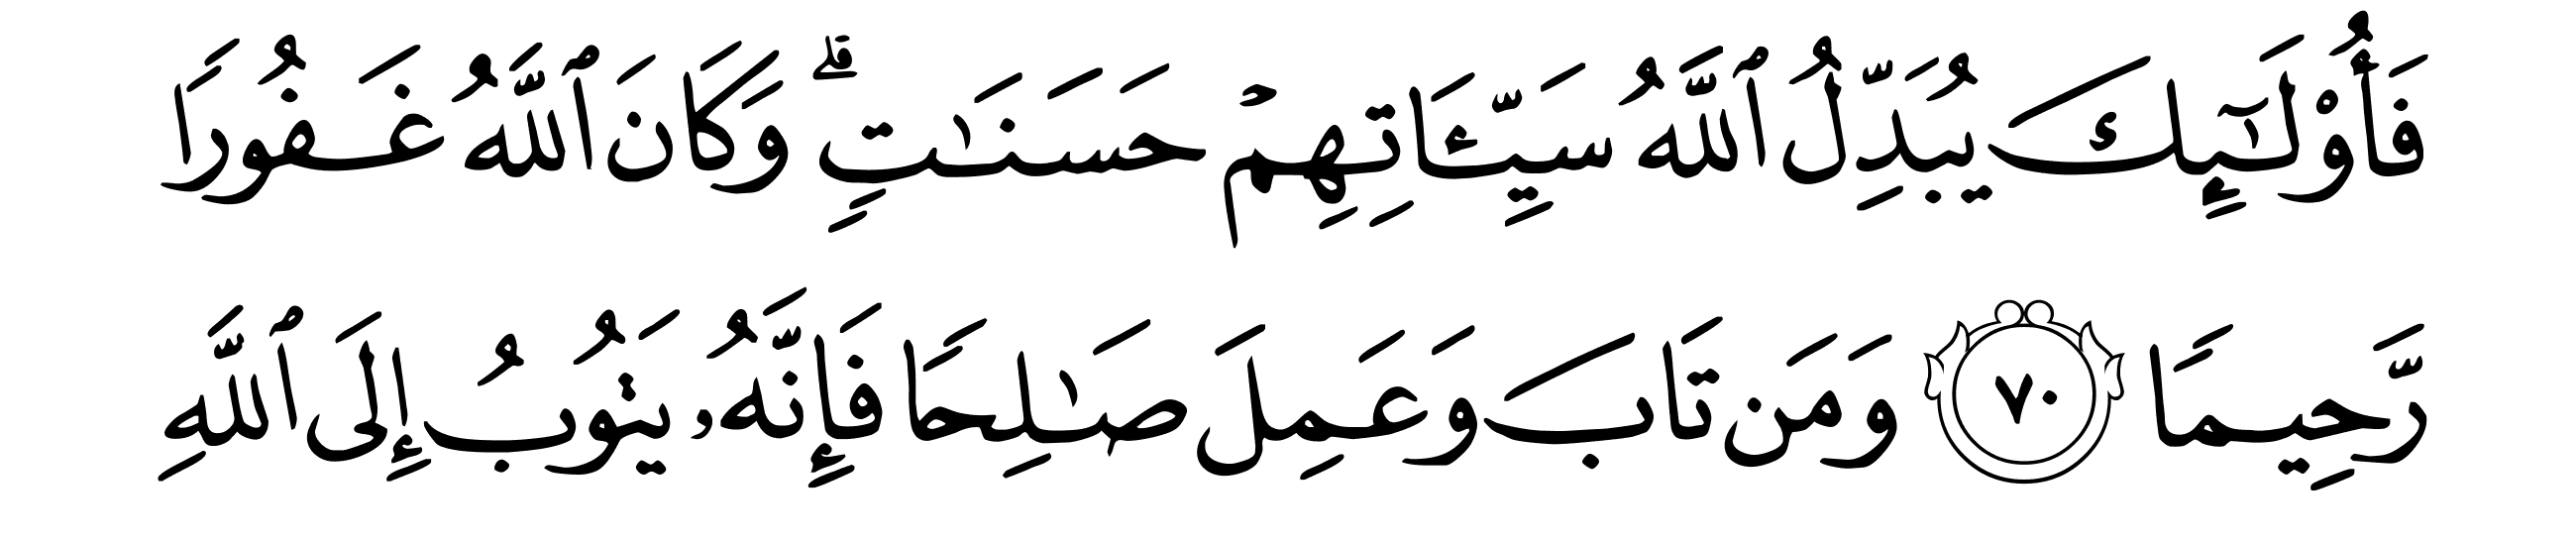 فَأُو۟لَـٰٓئِكَ يُبَدِّلُ ٱللَّهُ سَيِّـَٔاتِهِمْ حَسَنَـٰتٍ ۗ وَكَانَ ٱللَّهُ غَفُورًا
رَّحِيمًا ٧٠ وَمَن تَابَ وَعَمِلَ صَـٰلِحًا فَإِنَّهُۥ يَتُوبُ إِلَى ٱللَّهِ